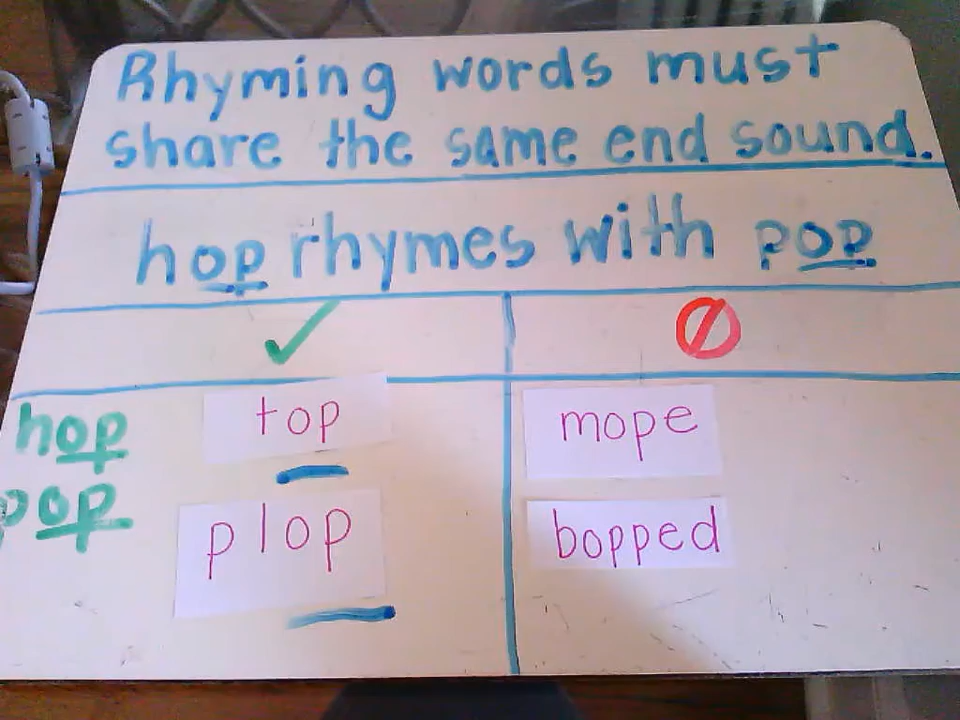 Rhyming words must
share the same end sound.
hop rhymes with pop
hop
top
mope
pop
plop
bopped